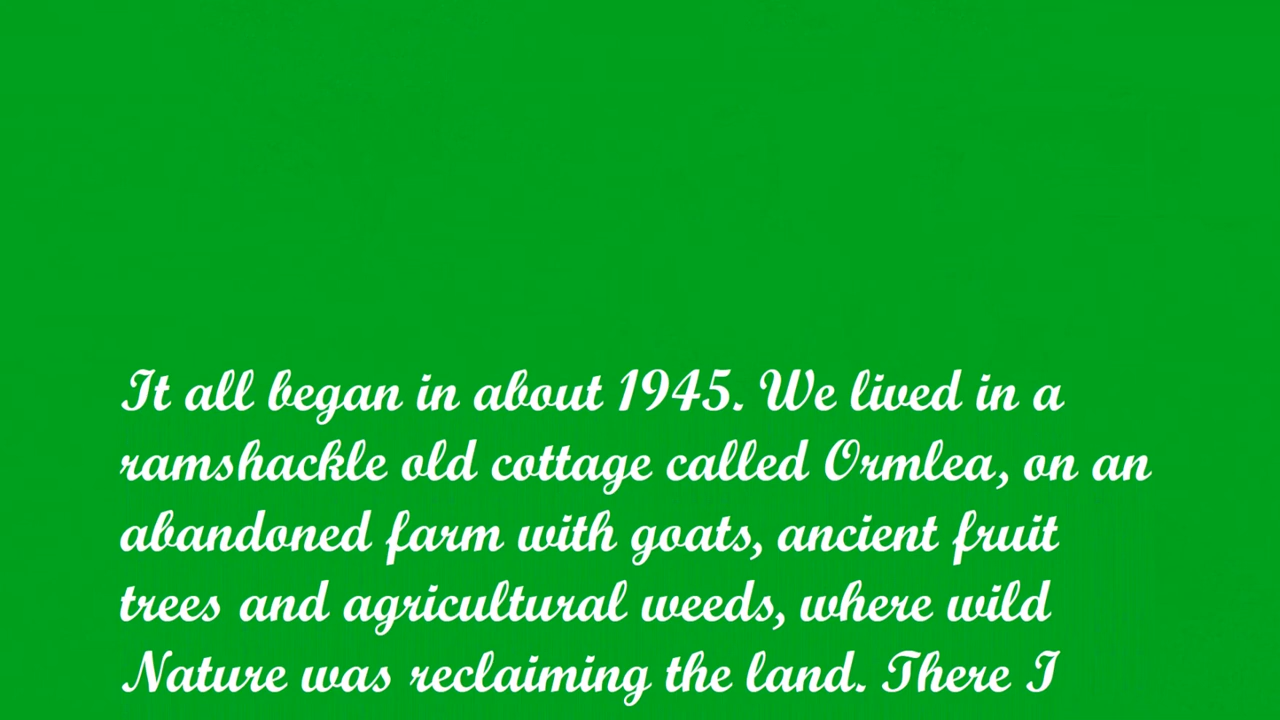 It all began in about 1945. We lived in a
ramshackle old cottage called Ormlea, on an
abandoned farm with goats, ancient fruit
trees and agricultural weeds, where wild
Nature was reclaiming the land. There I